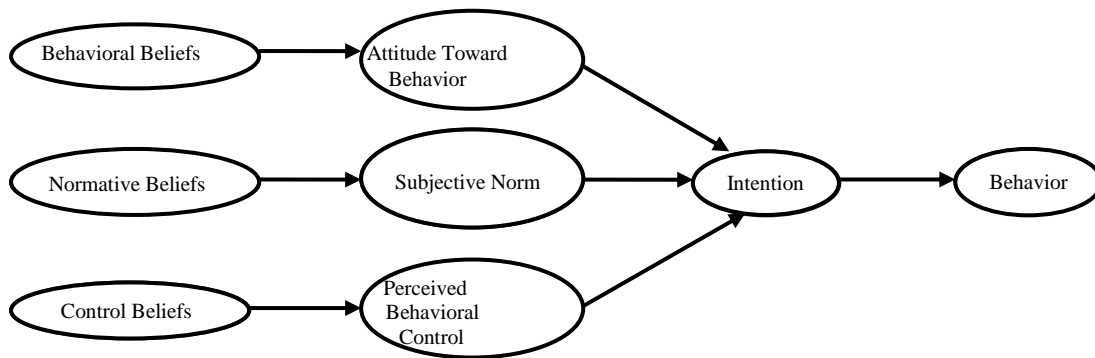 Behavioral Beliefs
Attitude Toward
Behavior
Normative Beliefs
Subjective Norm
Intention
Behavior
Control Beliefs
Perceived
Behavioral
Control